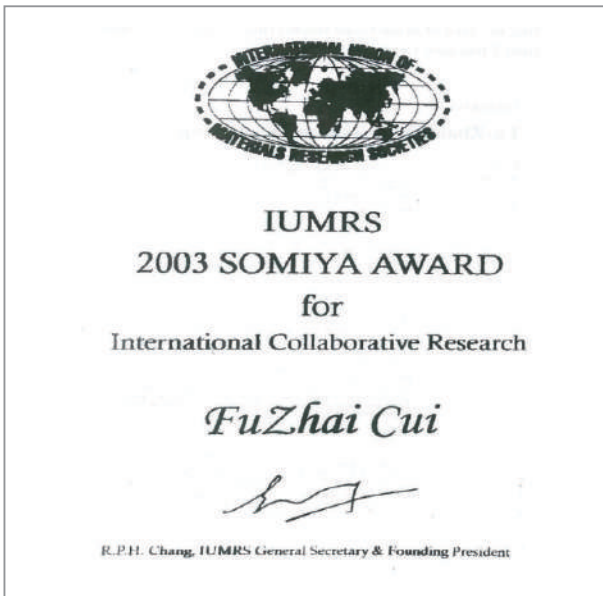 INTERNATIONAL UNION OF
MATERIALS RESEARCH SOCIETIES
IUMRS
2003 SOMIYA AWARD
for
International Collaborative Research
FuZhai Cui
R.P.H. Chang, IUMRS General Secretary & Founding President